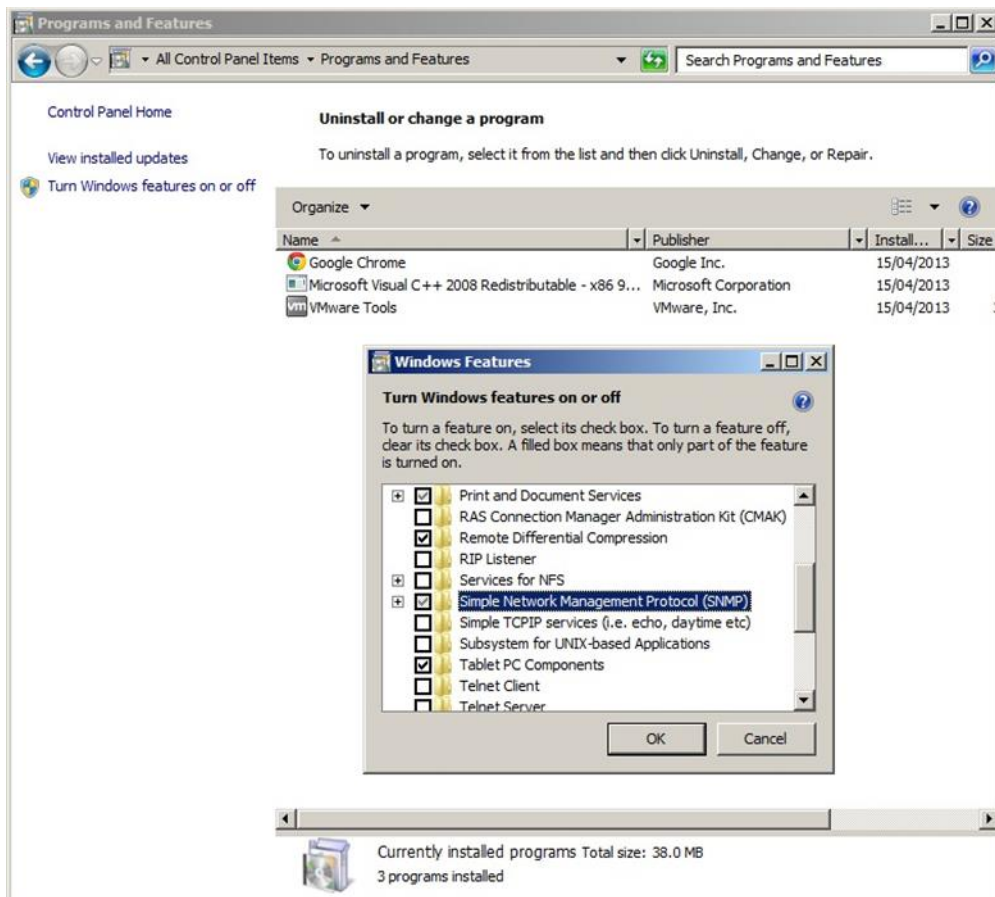 Programs and Features
All Control Panel Items Programs and Features
Search Programs and Features
Control Panel Home
View installed updates
Turn Windows features on or off
Uninstall or change a program
To uninstall a program, select it from the list and then click Uninstall, Change, or Repair.
Organize
Name Publisher Install... Size
Google Chrome Google Inc. 15/04/2013
Microsoft Visual C++ 2008 Redistributable - x86 9... Microsoft Corporation 15/04/2013
vm VMware Tools VMware, Inc. 15/04/2013
Windows Features
Turn Windows features on or off
To turn a feature on, select its check box. To turn a feature off,
clear its check box. A filled box means that only part of the feature
is turned on.
Print and Document Services
RAS Connection Manager Administration Kit (CMAK)
Remote Differential Compression
RIP Listener
Services for NFS
Simple Network Management Protocol (SNMP)
Simple TCPIP services (i.e. echo, daytime etc)
Subsystem for UNIX-based Applications
Tablet PC Components
Telnet Client
Telnet Server
OK Cancel
Currently installed programs Total size: 38.0 MB
3 programs installed